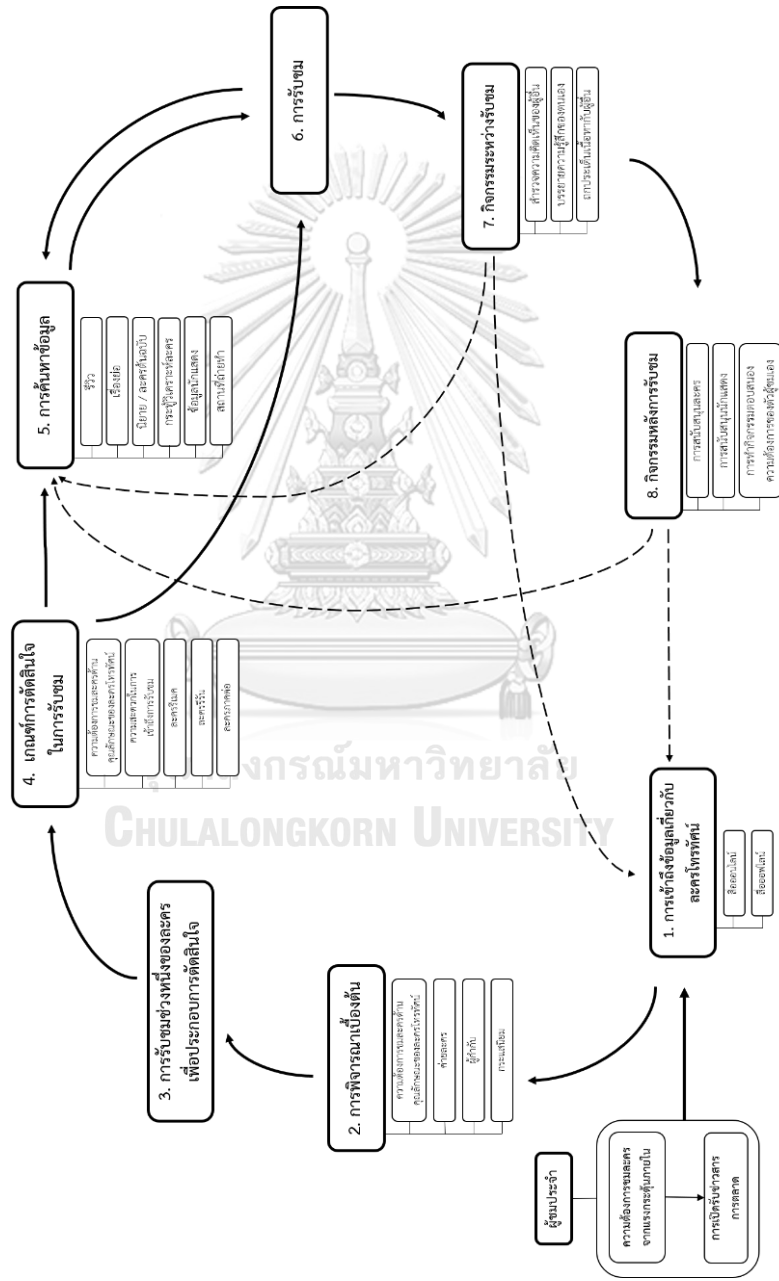 ผู้ชมประจำ
ความต้องการชมละคร
จากแรงกระตุ้นภายใน
การเปิดรับข่าวสาร
การตลาด
1. การเข้าถึงข้อมูลเกี่ยวกับ
ละครโทรทัศน์
สื่อออนไลน์
สื่อออฟไลน์
2. การพิจารณาเบื้องต้น
ความต้องการชมละครด้าน
คุณลักษณะของละครโทรทัศน์
ค่ายละคร
ผู้กำกับ
กระแสนิยม
3. การรับชมช่วงหนึ่งของละคร
เพื่อประกอบการตัดสินใจ
4. เกณฑ์การตัดสินใจ
ในการรับชม
ความต้องการชมละครด้าน
คุณลักษณะของละครโทรทัศน์
ความสะดวกในการ
เข้าถึงการรับชม
ละครรีเมค
ละครรีรัน
ละครภาคต่อ
5. การค้นหาข้อมูล
รีวิว
เรื่องย่อ
นิยาย / ละครต้นฉบับ
กระทู้วิเคราะห์ละคร
ข้อมูลนักแสดง
สถานที่ถ่ายทำ
6. การรับชม
7. กิจกรรมระหว่างรับชม
สำรวจความคิดเห็นของผู้อื่น
บรรยายความรู้สึกของตนเอง
ถกประเด็นเนื้อหากับผู้อื่น
8. กิจกรรมหลังการรับชม
การสนับสนุนละคร
การสนับสนุนนักแสดง
การทำกิจกรรมตอบสนอง
ความต้องการของตัวผู้ชมเอง
งกรณ์มหาวิทยาลัย
CHULALONGKORN UNIVERSITY